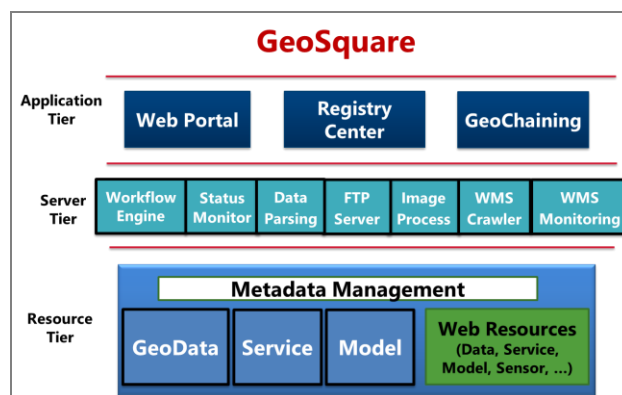 GeoSquare
Application
Tier
Web Portal
Registry
Center
GeoChaining
Server
Tier
Workflow
Engine
Status
Monitor
Data
Parsing
FTP
Server
Image
Process
WMS
Crawler
WMS
Monitoring
Resource
Tier
Metadata Management
GeoData
Service
Model
Web Resources
(Data, Service,
Model, Sensor, ...)